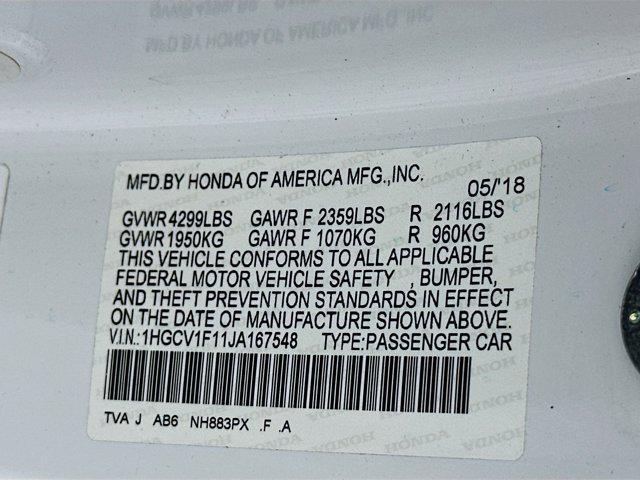 MFD.BY HONDA OF AMERICA MFG.,INC.
05/'18
GVWR 4299LBS GAWR F 2359LBS R 2116LBS
GVWR 1950KG GAWR F 1070KG R 960KG
THIS VEHICLE CONFORMS TO ALL APPLICABLE
FEDERAL MOTOR VEHICLE SAFETY , BUMPER,
AND THEFT PREVENTION STANDARDS IN EFFECT
ON THE DATE OF MANUFACTURE SHOWN ABOVE.
V.I.N.:1HGCV1F11JA167548 TYPE:PASSENGER CAR
TVA J AB6 NH883PX .F .A